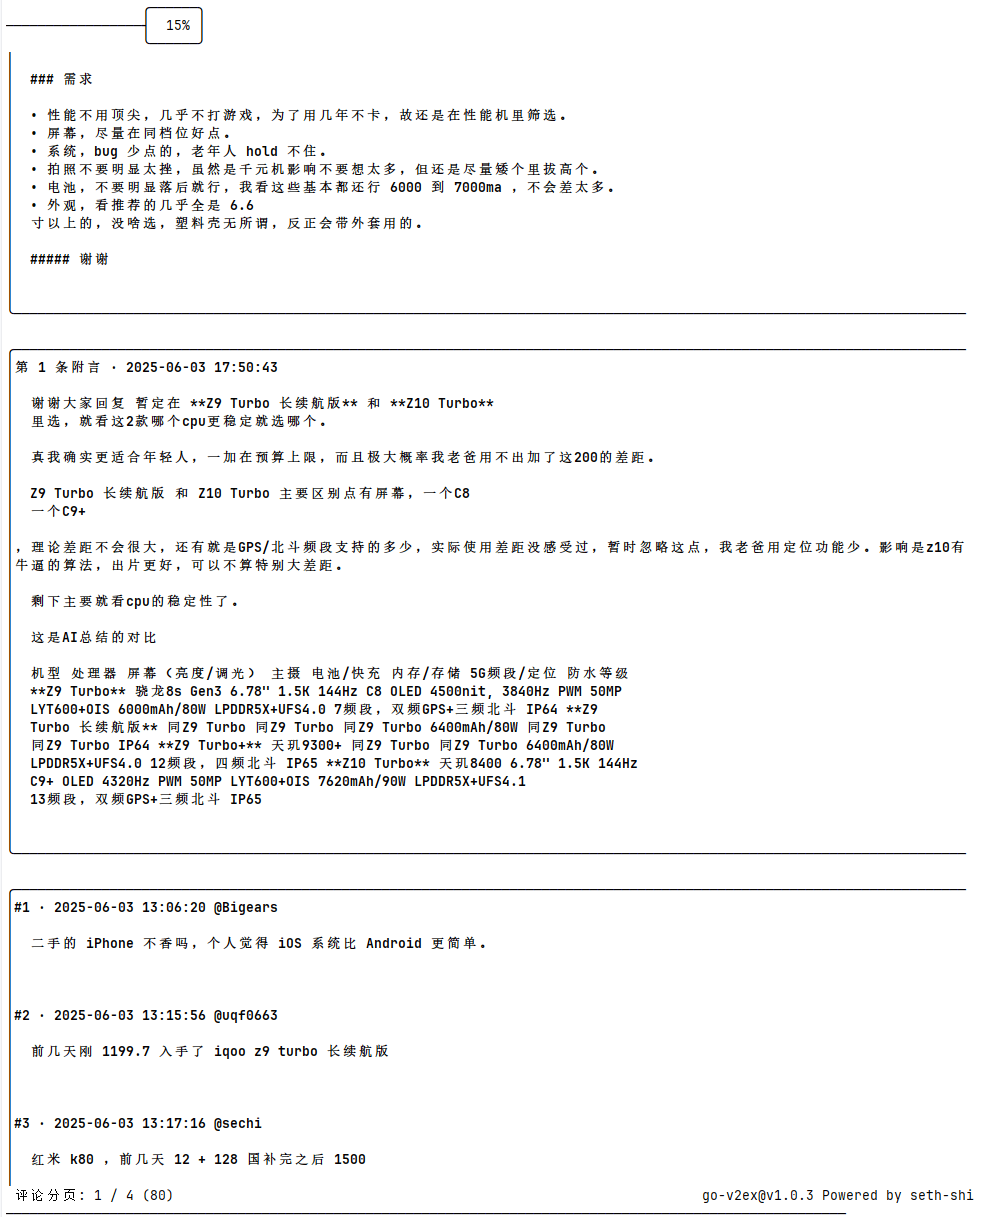 15%
### 需求
• 性能不用顶尖，几乎不打游戏，为了用几年不卡，故还是在性能机里筛选。
• 屏幕，尽量在同档位好点。
• 系统，bug 少点的，老年人 hold 不住。
• 拍照不要明显太挫，虽然是千元机影响不要想太多，但还是尽量矮个里拔高个。
• 电池，不要明显落后就行，我看这些基本都还行 6000 到 7000ma ，不会差太多。
• 外观，看推荐的几乎全是 6.6
寸以上的，没啥选，塑料壳无所谓，反正会带外套用的。
##### 谢谢
第 1 条附言 · 2025-06-03 17:50:43
谢谢大家回复 暂定在 **Z9 Turbo 长续航版** 和 **Z10 Turbo**
里选，就看这2款哪个cpu更稳定就选哪个。
真我确实更适合年轻人，一加在预算上限，而且极大概率我老爸用不出加了这200的差距。
Z9 Turbo 长续航版 和 Z10 Turbo 主要区别点有屏幕，一个C8
一个C9+
，理论差距不会很大，还有就是GPS/北斗频段支持的多少，实际使用差距没感受过，暂时忽略这点，我老爸用定位功能少。影响是z10有
牛逼的算法，出片更好，可以不算特别大差距。
剩下主要就看cpu的稳定性了。
这是AI总结的对比
机型 处理器 屏幕（亮度/调光） 主摄 电池/快充 内存/存储 5G频段/定位 防水等级
**Z9 Turbo** 骁龙8s Gen3 6.78" 1.5K 144Hz C8 OLED 4500nit, 3840Hz PWM 50MP
LYT600+OIS 6000mAh/80W LPDDR5X+UFS4.0 7频段，双频GPS+三频北斗 IP64 **Z9
Turbo 长续航版** 同Z9 Turbo 同Z9 Turbo 同Z9 Turbo 6400mAh/80W 同Z9 Turbo
同Z9 Turbo IP64 **Z9 Turbo+** 天玑9300+ 同Z9 Turbo 同Z9 Turbo 6400mAh/80W
LPDDR5X+UFS4.0 12频段，四频北斗 IP65 **Z10 Turbo** 天玑8400 6.78" 1.5K 144Hz
C9+ OLED 4320Hz PWM 50MP LYT600+OIS 7620mAh/90W LPDDR5X+UFS4.1
13频段，双频GPS+三频北斗 IP65
#1 · 2025-06-03 13:06:20 @Bigears
二手的 iPhone 不香吗，个人觉得 iOS 系统比 Android 更简单。
#2 · 2025-06-03 13:15:56 @uqf0663
前几天刚 1199.7 入手了 iqoo z9 turbo 长续航版
#3 · 2025-06-03 13:17:16 @sechi
红米 k80 ，前几天 12 + 128 国补完之后 1500
评论分页: 1 / 4 (80)
go-v2ex@v1.0.3 Powered by seth-shi